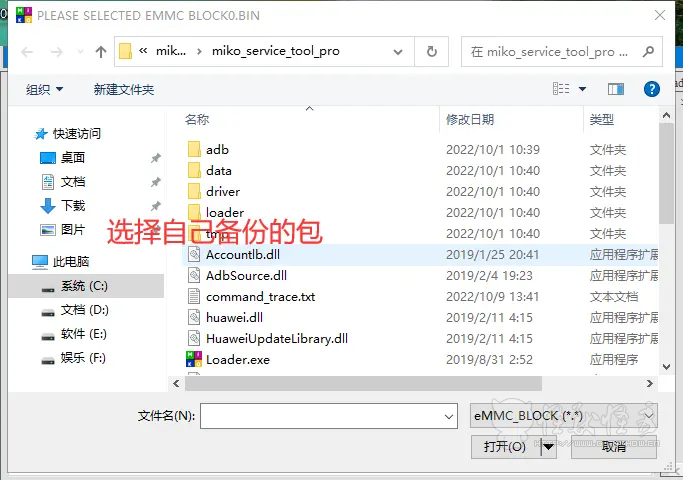 PLEASE SELECTED EMMC BLOCK0.BIN
« mik... › miko_service_tool_pro
在 miko_service_tool_pro ...
组织
新建文件夹
名称
修改日期
类型
快速访问
桌面
文档
下载
图片
此电脑
系统 (C:)
文档 (D:)
软件 (E:)
娱乐 (F:)
adb 2022/10/1 10:39 文件夹
data 2022/10/1 10:40 文件夹
driver 2022/10/1 10:40 文件夹
loader 2022/10/1 10:40 文件夹
tmp 2022/10/1 10:40 文件夹
选择自己备份的包
Accountlb.dll 2019/1/25 20:41 应用程序扩展
AdbSource.dll 2019/2/4 19:23 应用程序扩展
command_trace.txt 2022/10/9 13:41 文本文档
huawei.dll 2019/2/11 4:15 应用程序扩展
HuaweiUpdateLibrary.dll 2019/2/11 4:15 应用程序扩展
Loader.exe 2019/8/31 2:52 应用程序
文件名(N):
eMMC_BLOCK (*.*)
打开(O)
取消